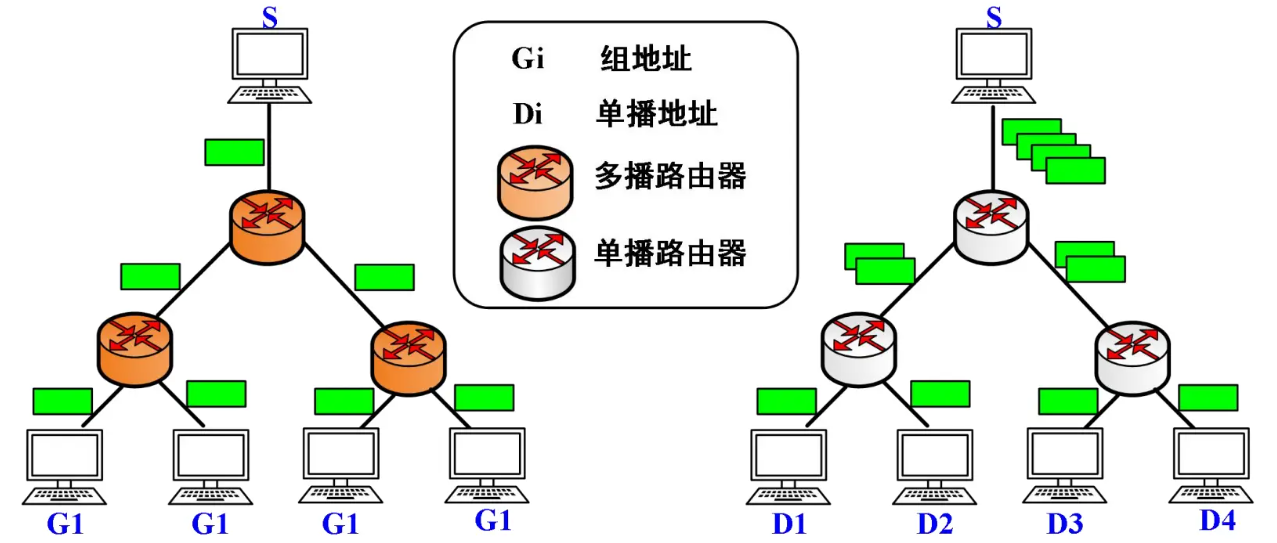 S
S
Gi 组地址
Di 单播地址
多播路由器
单播路由器
G1 G1 G1 G1
D1 D2 D3 D4